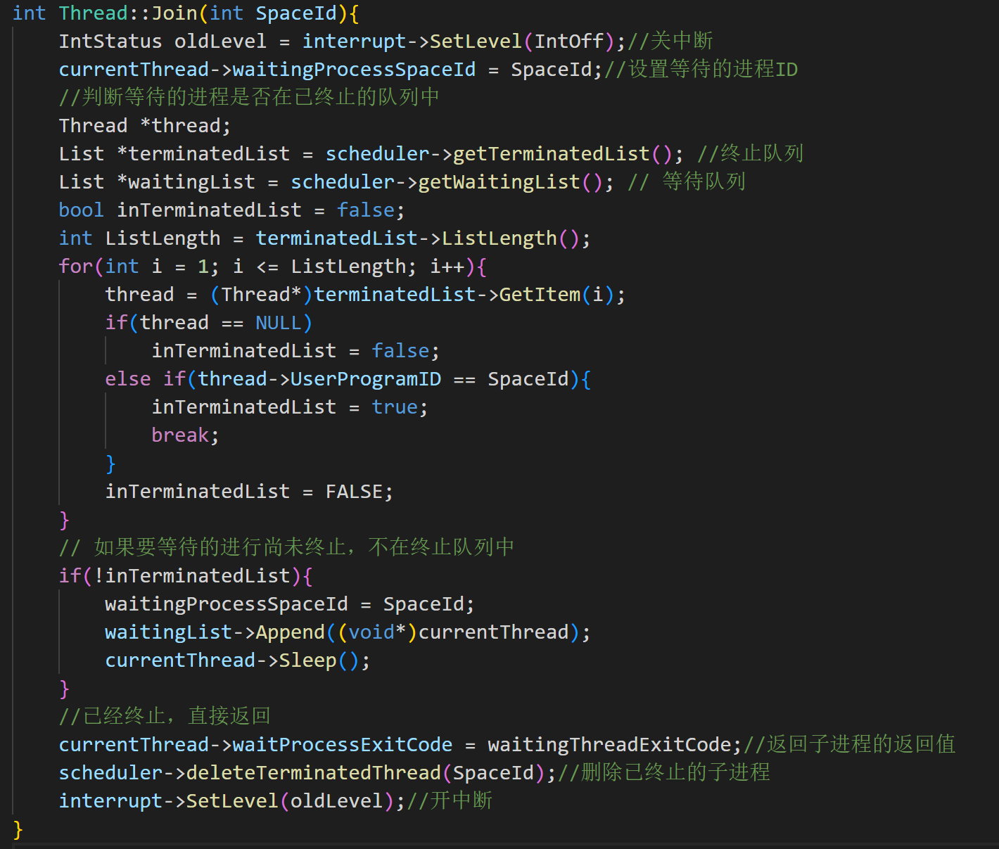 int Thread::Join(int SpaceId){
    IntStatus oldLevel = interrupt->SetLevel(IntOff);//关中断
    currentThread->waitingProcessSpaceId = SpaceId;//设置等待的进程ID
    //判断等待的进程是否在已终止的队列中
    Thread *thread;
    List *terminatedList = scheduler->getTerminatedList(); //终止队列
    List *waitingList = scheduler->getWaitingList(); // 等待队列
    bool inTerminatedList = false;
    int ListLength = terminatedList->ListLength();
    for(int i = 1; i <= ListLength; i++){
        thread = (Thread*)terminatedList->GetItem(i);
        if(thread == NULL)
            inTerminatedList = false;
        else if(thread->UserProgramID == SpaceId){
            inTerminatedList = true;
            break;
        }
        inTerminatedList = FALSE;
    }
    // 如果要等待的进行尚未终止，不在终止队列中
    if(!inTerminatedList){
        waitingProcessSpaceId = SpaceId;
        waitingList->Append((void*)currentThread);
        currentThread->Sleep();
    }
    //已经终止，直接返回
    currentThread->waitProcessExitCode = waitingThreadExitCode;//返回子进程的返回值
    scheduler->deleteTerminatedThread(SpaceId);//删除已终止的子进程
    interrupt->SetLevel(oldLevel);//开中断
}